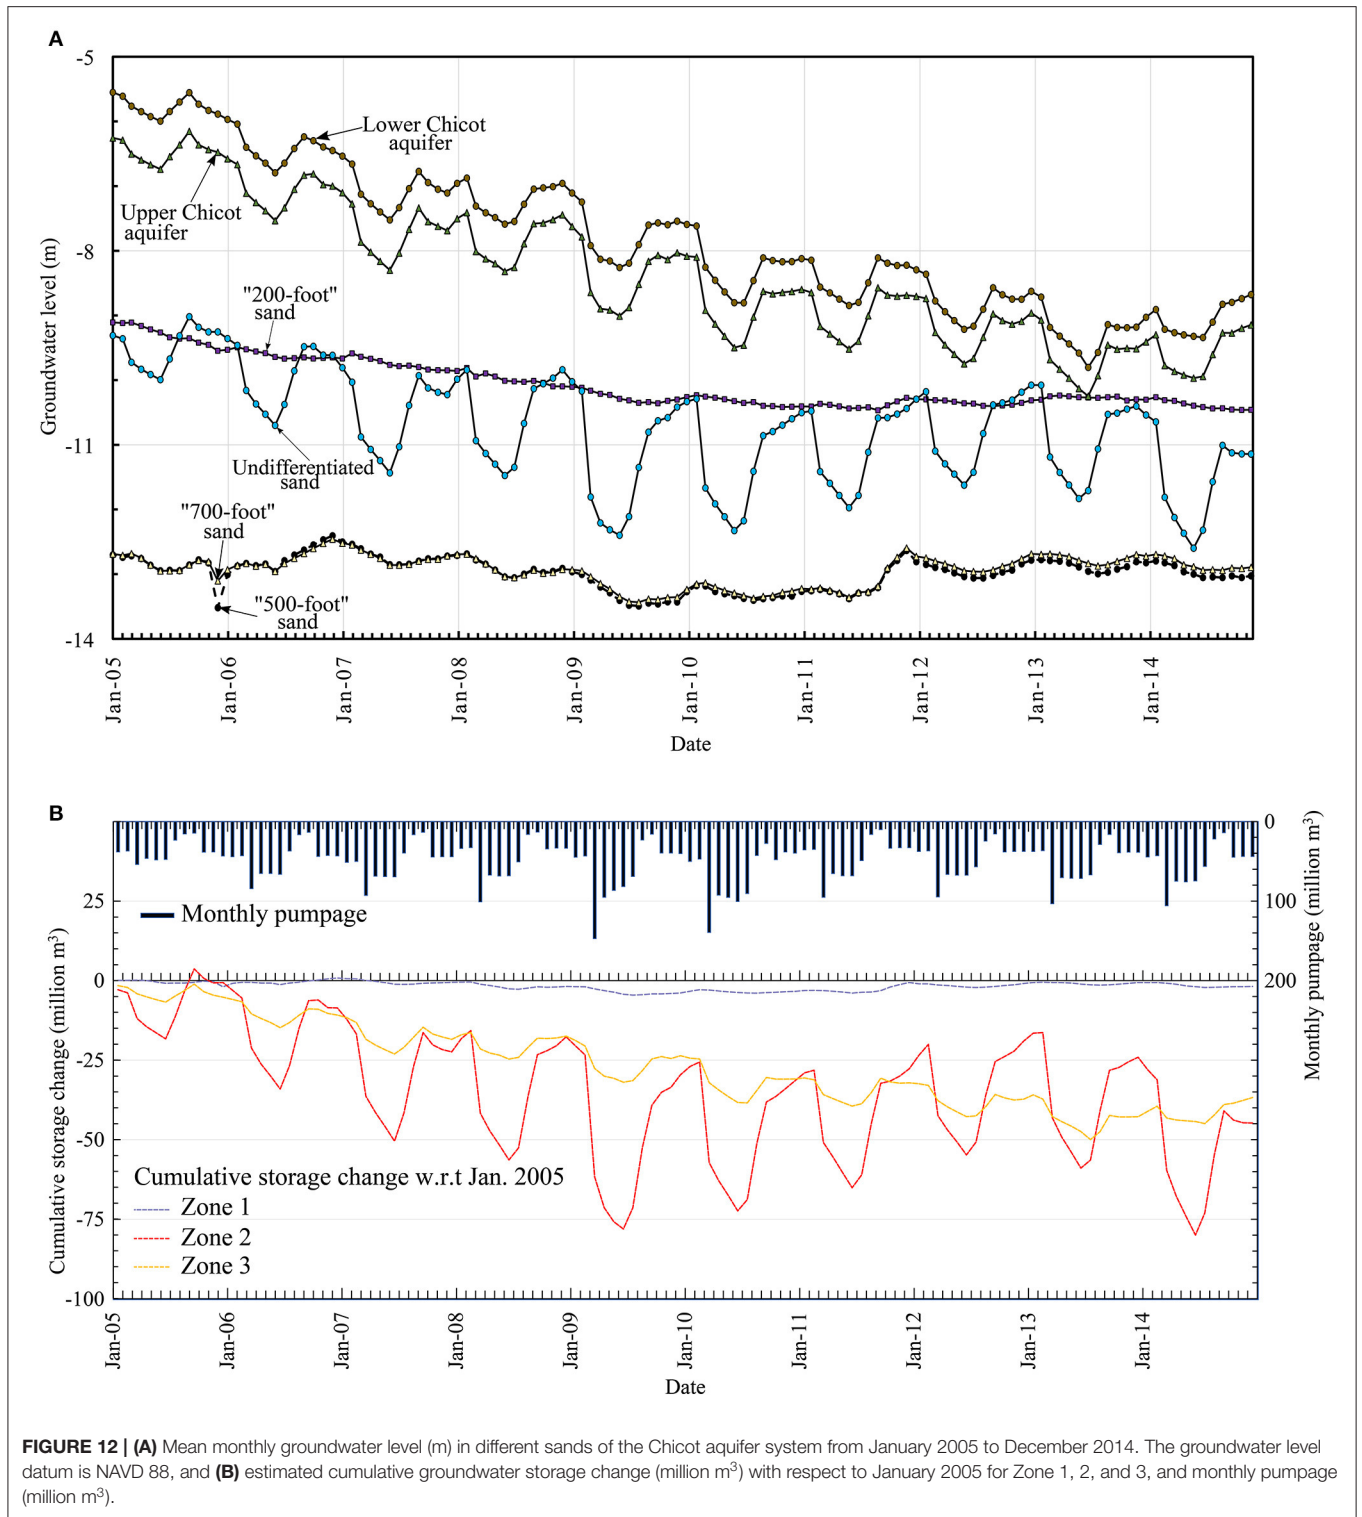 A
-5
-8
-11
-14
Groundwater level (m)
Lower Chicot
aquifer
Upper Chicot
aquifer
"200-foot"
sand
Undifferentiated
sand
"700-foot"
sand
"500-foot"
sand
Jan-05
Jan-06
Jan-07
Jan-08
Jan-09
Jan-10
Jan-11
Jan-12
Jan-13
Jan-14
Date
B
25
0
-25
-50
-75
-100
Cumulative storage change (million m³)
0
100
200
Monthly pumpage (million m³)
Monthly pumpage
Cumulative storage change w.r.t Jan. 2005
Zone 1
Zone 2
Zone 3
Jan-05
Jan-06
Jan-07
Jan-08
Jan-09
Jan-10
Jan-11
Jan-12
Jan-13
Jan-14
Date
FIGURE 12 | (A) Mean monthly groundwater level (m) in different sands of the Chicot aquifer system from January 2005 to December 2014. The groundwater level
datum is NAVD 88, and (B) estimated cumulative groundwater storage change (million m³) with respect to January 2005 for Zone 1, 2, and 3, and monthly pumpage
(million m³).